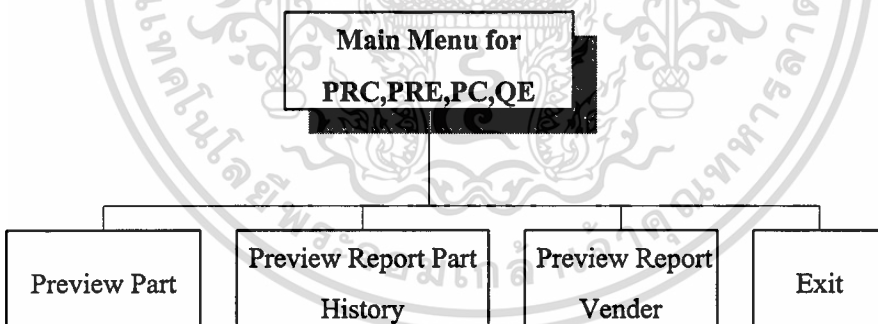 Main Menu for
PRC,PRE,PC,QE
Preview Part
Preview Report Part
History
Preview Report
Vender
Exit